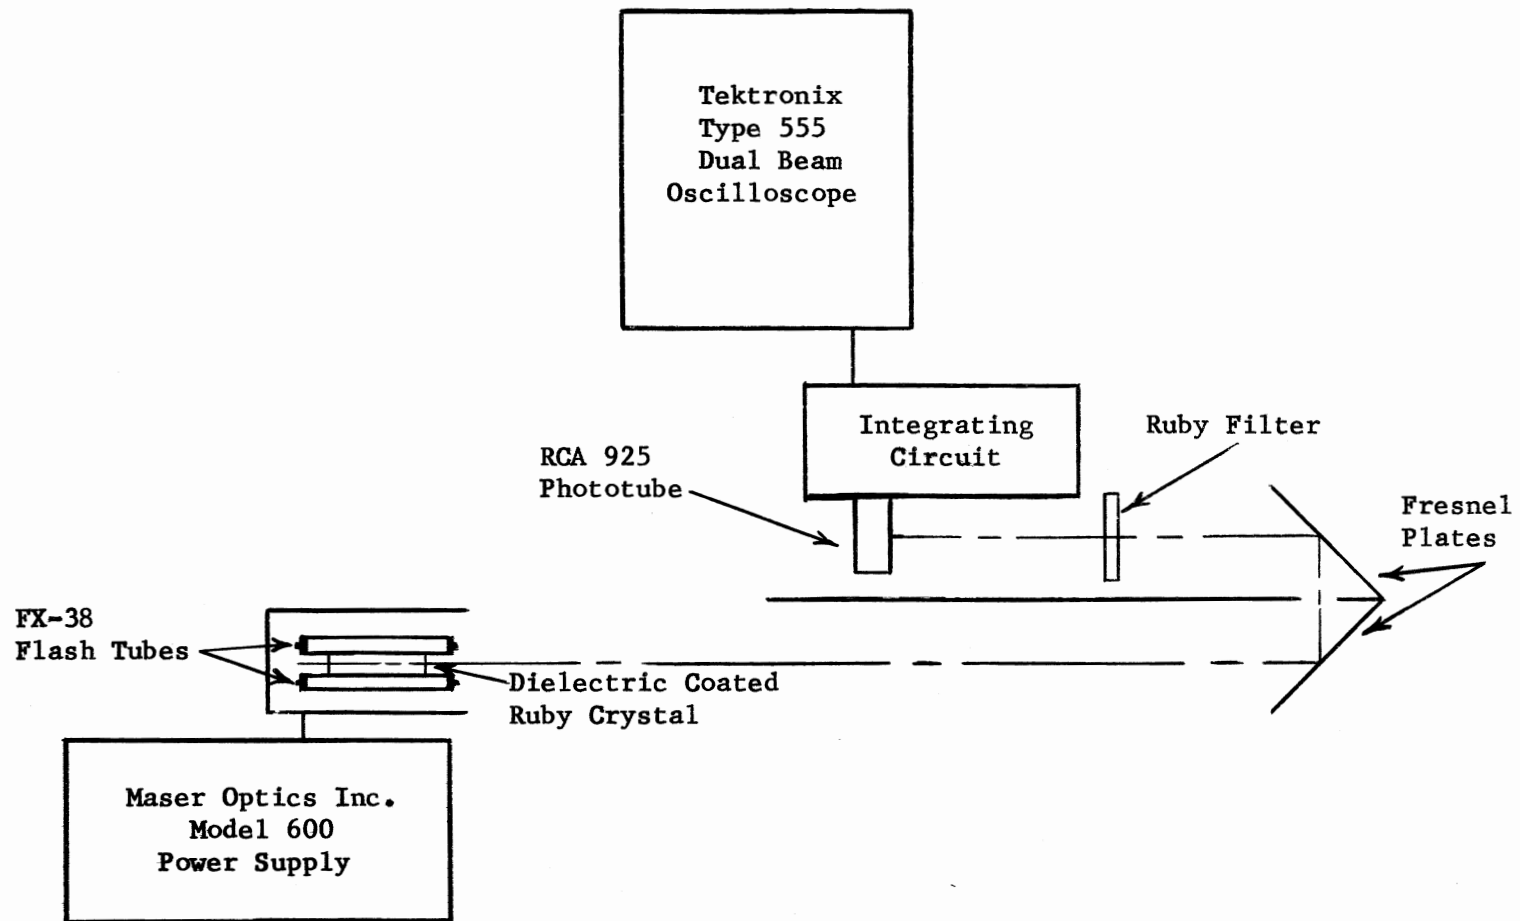 Tektronix
Type 555
Dual Beam
Oscilloscope
Integrating
Circuit
Ruby Filter
RCA 925
Phototube
Fresnel
Plates
FX-38
Flash Tubes
Dielectric Coated
Ruby Crystal
Maser Optics Inc.
Model 600
Power Supply